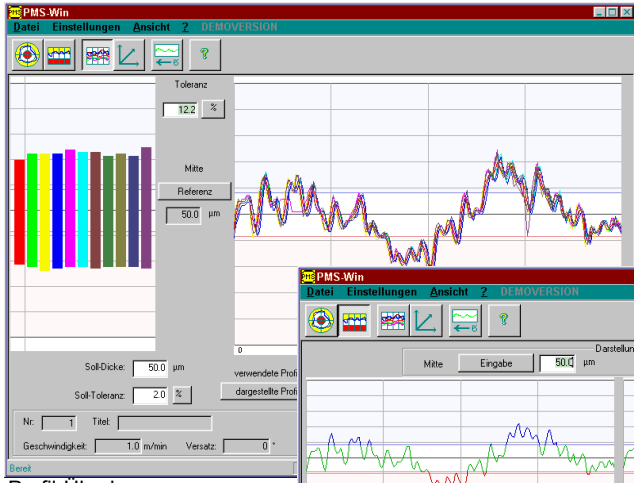 PMS-Win
Datei Einstellungen Ansicht ? DEMOVERSION
Toleranz
12.2 %
Mitte
Referenz
50.0 µm
0
Soll-Dicke: 50.0 µm
Soll-Toleranz: 2.0 %
verwendete Profi
dargestellte Profi
Nr: 1 Titel:
Geschwindigkeit: 1.0 m/min Versatz: 0 °
Bereit
PMS-Win
Datei Einstellungen Ansicht ? DEMOVERSION
Darstellun
Mitte Eingabe 50.0 µm